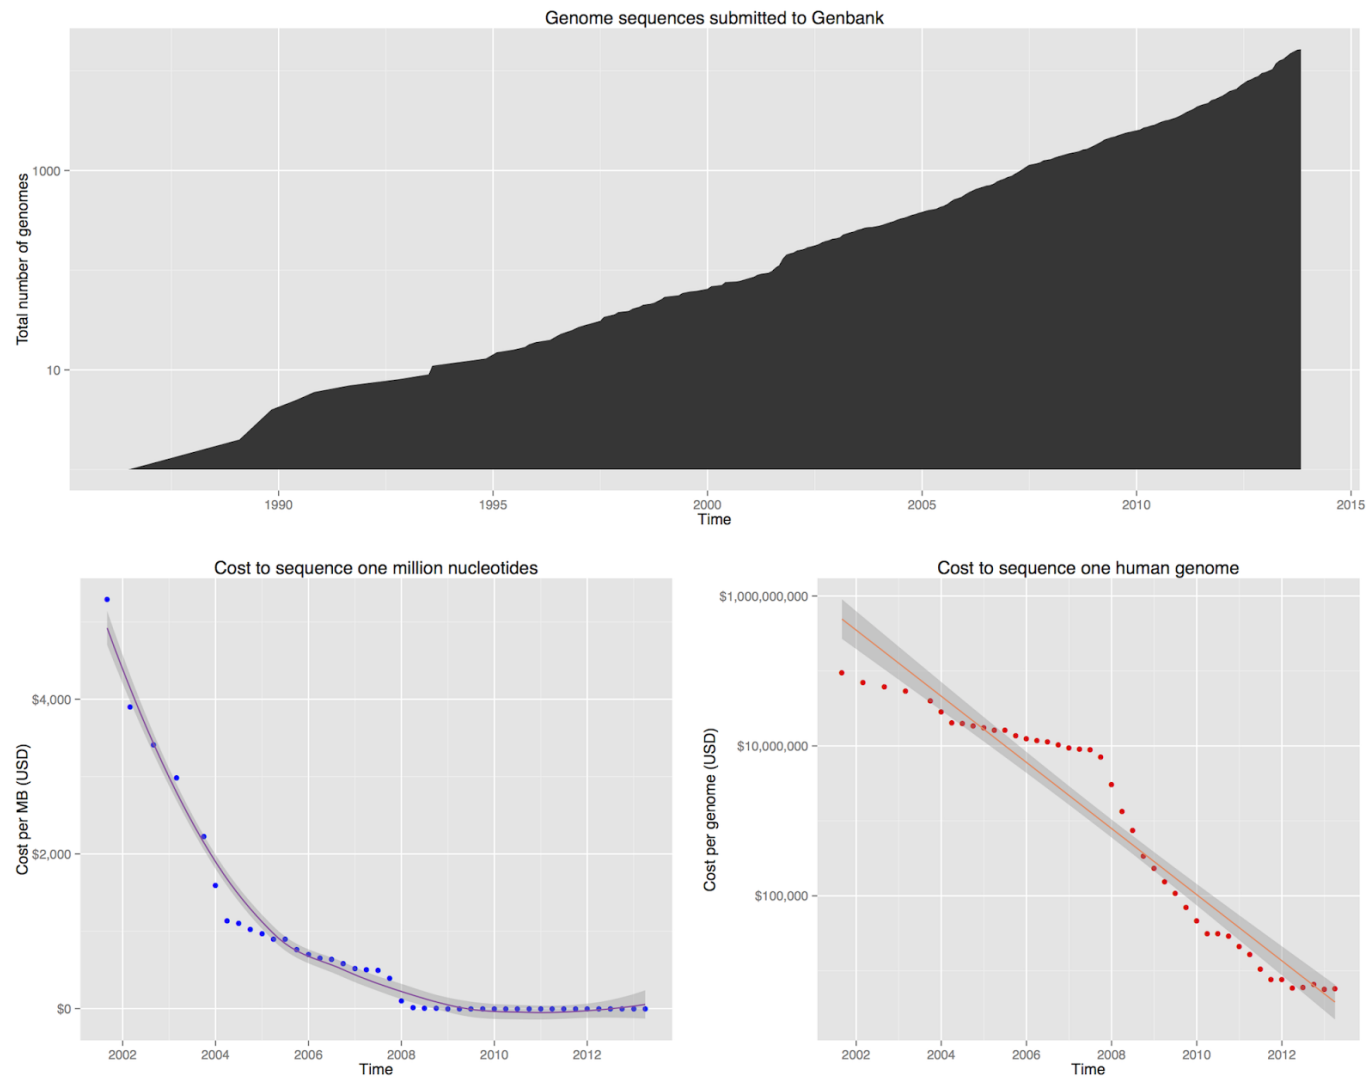 Genome sequences submitted to Genbank
Total number of genomes
1000
10
1990 1995 2000 2005 2010 2015
Time
Cost to sequence one million nucleotides
Cost per MB (USD)
$4,000
$2,000
$0
2002 2004 2006 2008 2010 2012
Time
Cost to sequence one human genome
Cost per genome (USD)
$1,000,000,000
$10,000,000
$100,000
2002 2004 2006 2008 2010 2012
Time